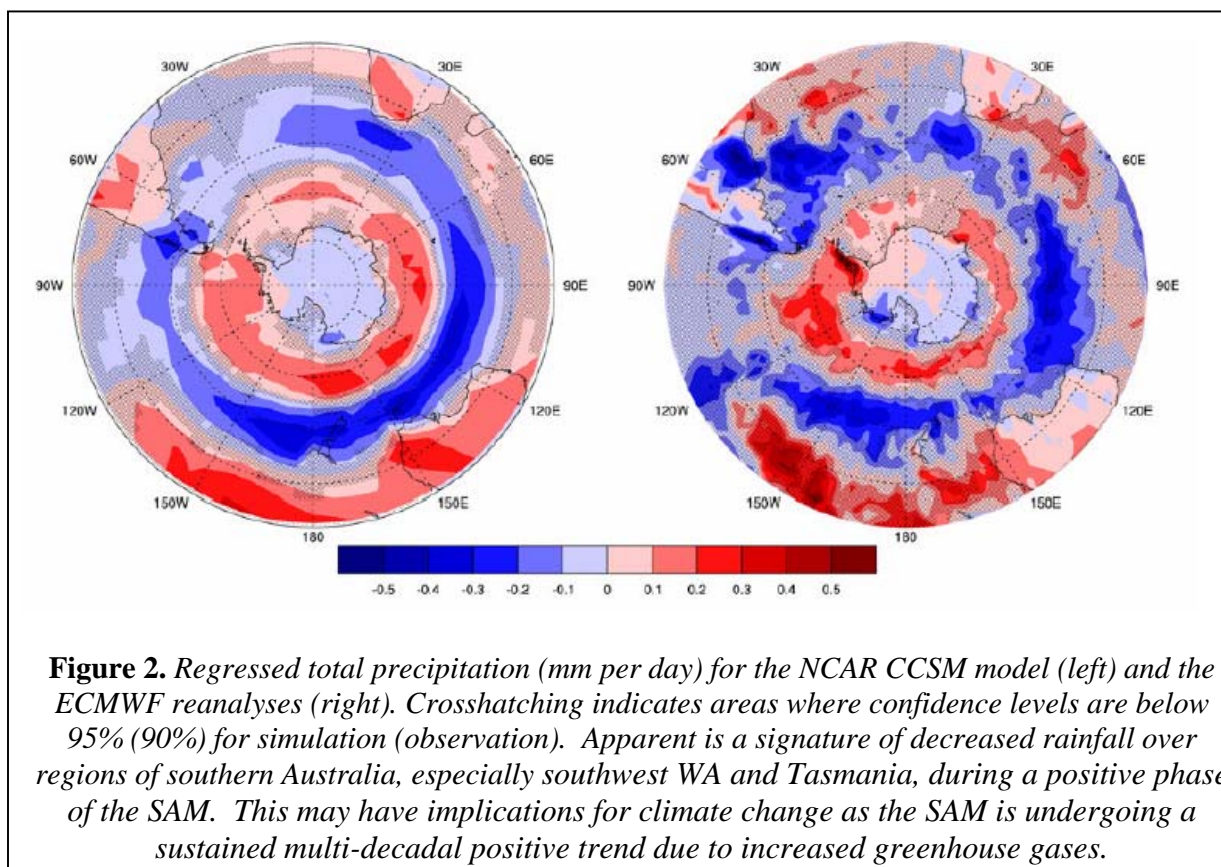 30W 30E 30W 30E
60W 60E 60W 60E
90W 90E 90W 90E
120W 120E 120W 120E
150W 150E 150W 150E
180 180
-0.5 -0.4 -0.3 -0.2 -0.1 0 0.1 0.2 0.3 0.4 0.5
Figure 2. Regressed total precipitation (mm per day) for the NCAR CCSM model (left) and the
ECMWF reanalyses (right). Crosshatching indicates areas where confidence levels are below
95% (90%) for simulation (observation). Apparent is a signature of decreased rainfall over
regions of southern Australia, especially southwest WA and Tasmania, during a positive phase
of the SAM. This may have implications for climate change as the SAM is undergoing a
sustained multi-decadal positive trend due to increased greenhouse gases.